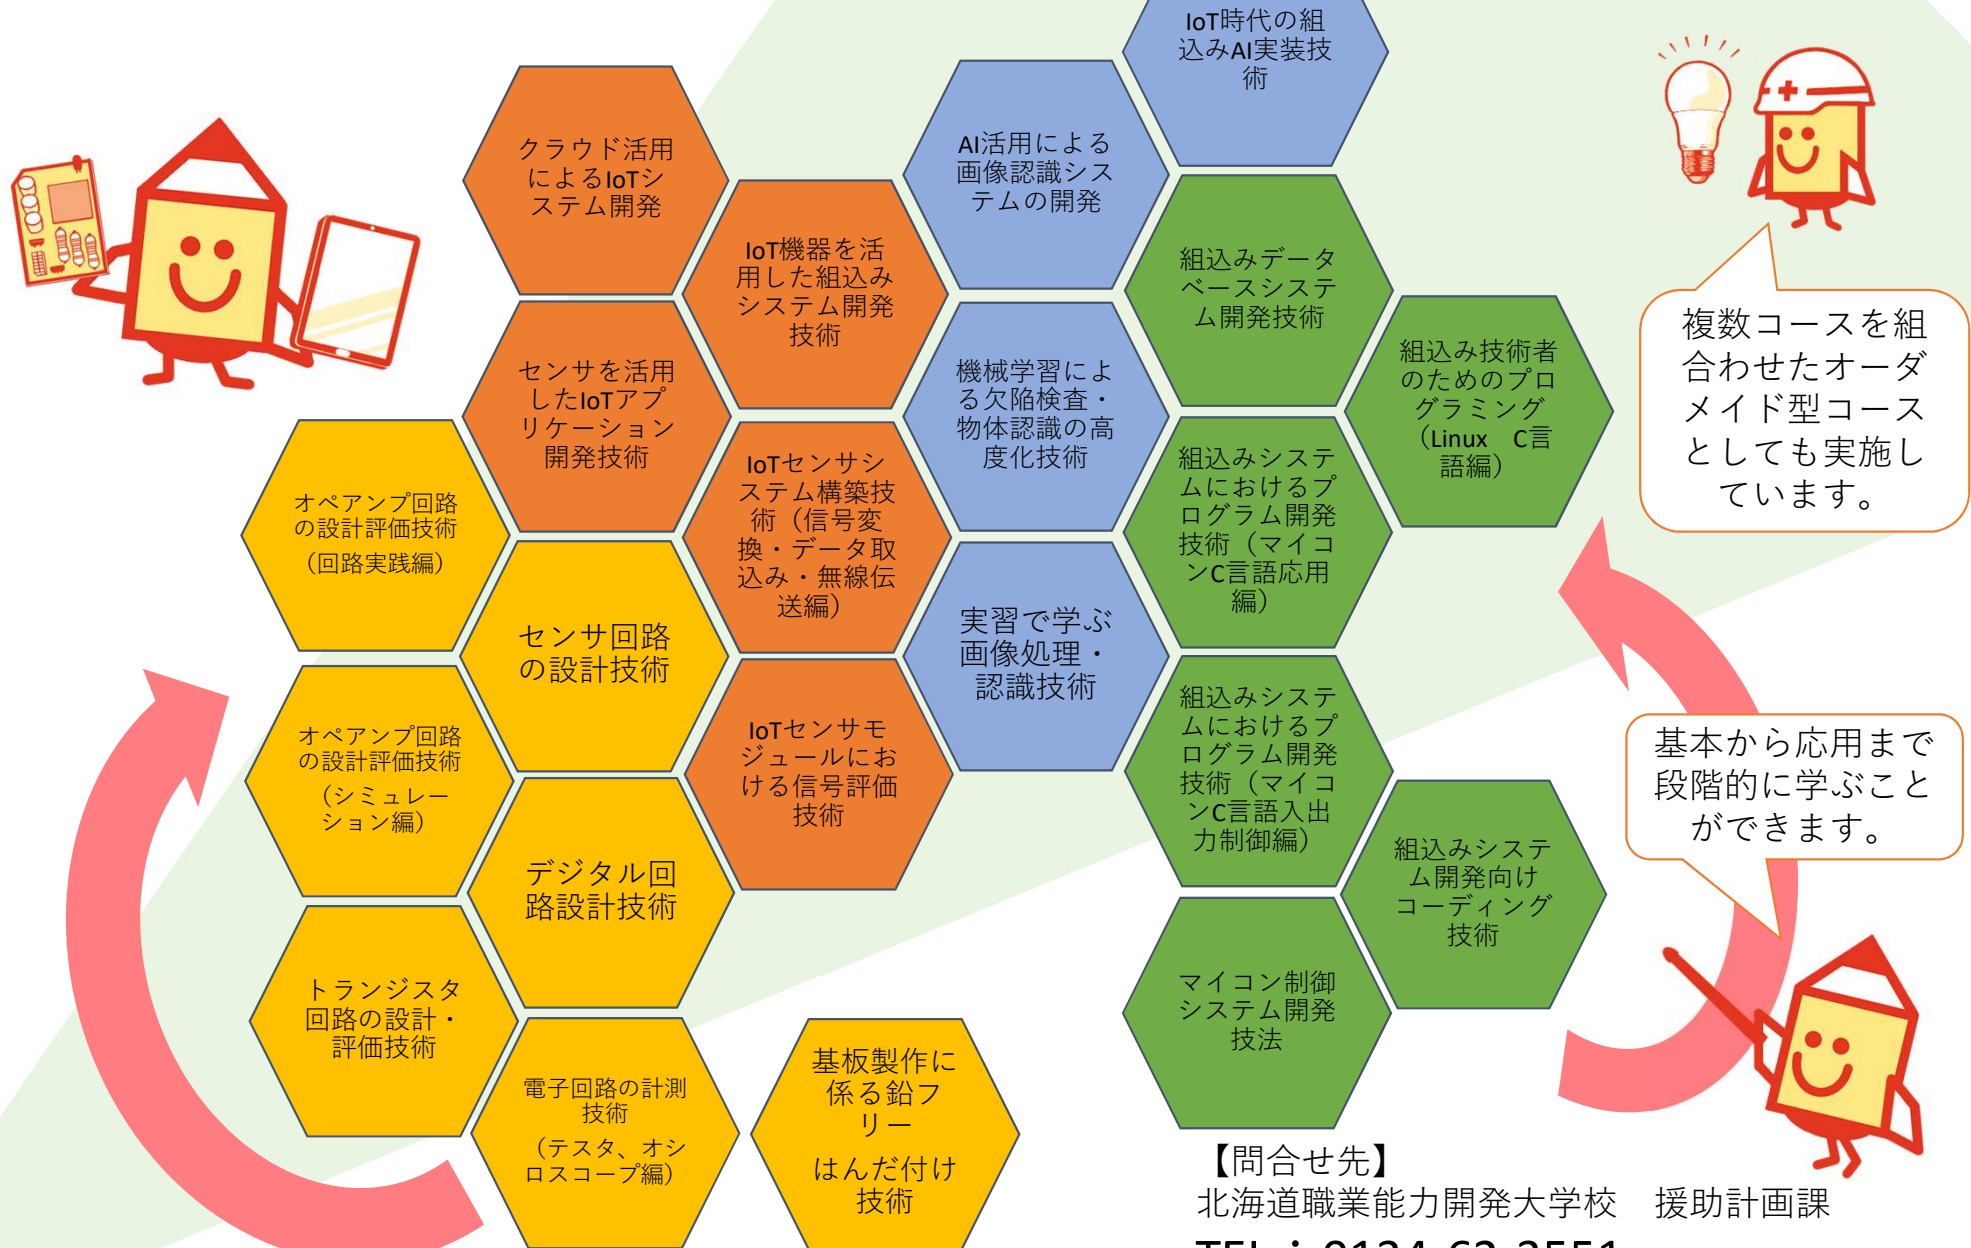 IoT時代の組
込みAI実装技
術
クラウド活用
によるIoTシ
ステム開発
AI活用による
画像認識シス
テムの開発
IoT機器を活
用した組込み
システム開発
技術
組込みデータ
ベースシステ
ム開発技術
センサを活用
したIoTアプ
リケーション
開発技術
機械学習によ
る欠陥検査・
物体認識の高
度化技術
組込み技術者
のためのプロ
グラミング
（Linux　C言
語編）
複数コースを組
合わせたオーダ
メイド型コース
としても実施し
ています。
オペアンプ回路
の設計評価技術
（回路実践編）
IoTセンサシ
ステム構築技
術（信号変
換・データ取
込み・無線伝
送編）
組込みシステ
ムにおけるプ
ログラム開発
技術（マイコ
ンC言語応用
編）
センサ回路
の設計技術
実習で学ぶ
画像処理・
認識技術
オペアンプ回路
の設計評価技術
（シミュレー
ション編）
IoTセンサモ
ジュールにお
ける信号評価
技術
組込みシステ
ムにおけるプ
ログラム開発
技術（マイコ
ンC言語入出
力制御編）
基本から応用まで
段階的に学ぶこと
ができます。
デジタル回
路設計技術
組込みシステ
ム開発向け
コーディング
技術
トランジスタ
回路の設計・
評価技術
マイコン制御
システム開発
技法
電子回路の計測
技術
（テスタ、オシ
ロスコープ編）
基板製作に
係る鉛フ
リー
はんだ付け
技術
【問合せ先】
北海道職業能力開発大学校　援助計画課
TEL：0134-62-3551